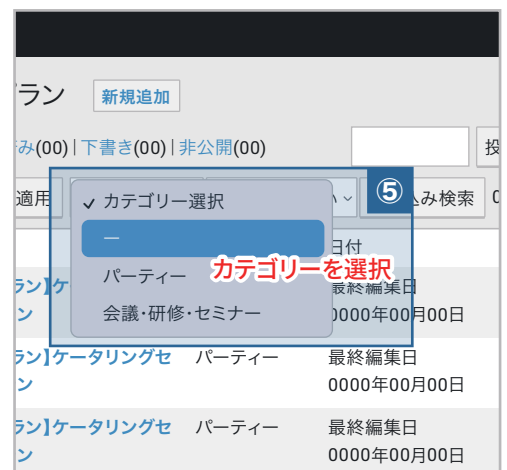 ラン 新規追加
み(00)|下書き(00)|非公開(00) 投
適用 ✓ カテゴリー選択 ⑤ み検索
—
日付
パーティー カテゴリーを選択
ラン】ケ 最終編集日
会議・研修・セミナー
ン 0000年00月00日
ラン】ケータリングセ パーティー 最終編集日
ン 0000年00月00日
ラン】ケータリングセ パーティー 最終編集日
ン 0000年00月00日